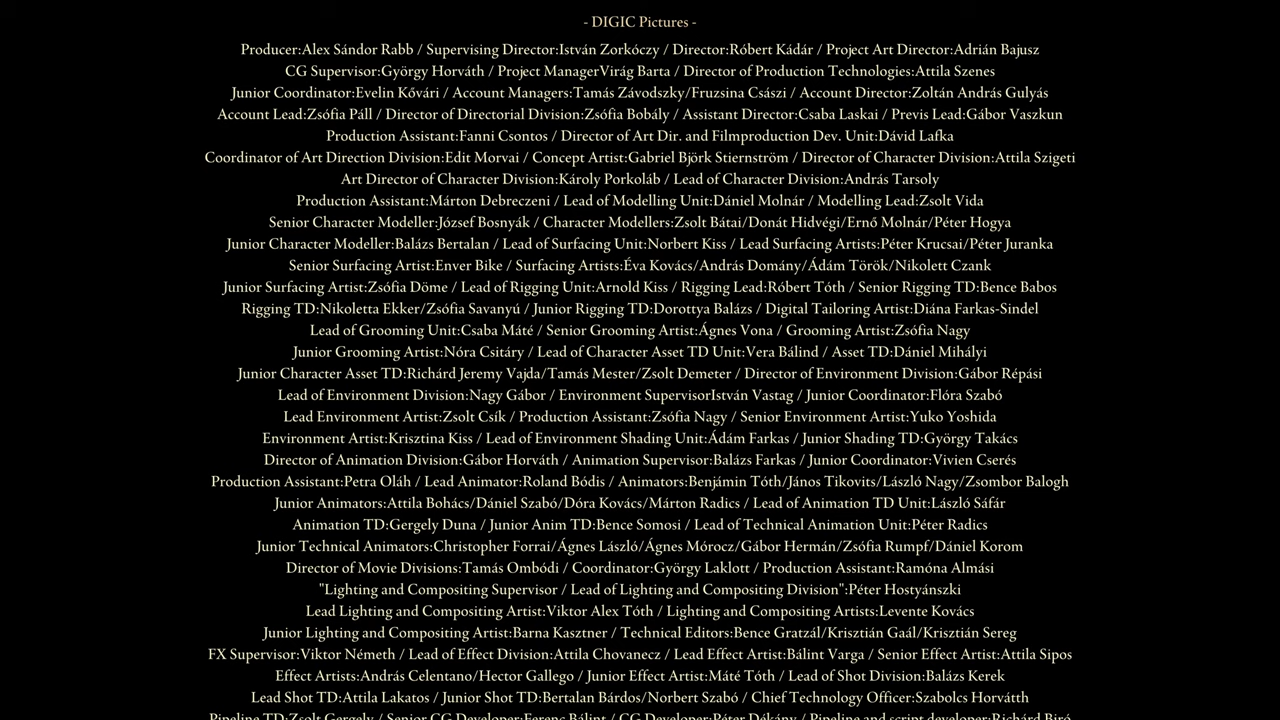 - DIGIC Pictures -
Producer:Alex Sándor Rabb / Supervising Director:István Zorkóczy / Director:Róbert Kádár / Project Art Director:Adrián Bajusz
CG Supervisor:György Horváth / Project ManagerVirág Barta / Director of Production Technologies:Attila Szenes
Junior Coordinator:Evelin Kővári / Account Managers:Tamás Závodszky/Fruzsina Császi / Account Director:Zoltán András Gulyás
Account Lead:Zsófia Páll / Director of Directorial Division:Zsófia Bobály / Assistant Director:Csaba Laskai / Previs Lead:Gábor Vaszkun
Production Assistant:Fanni Csontos / Director of Art Dir. and Filmproduction Dev. Unit:Dávid Lafka
Coordinator of Art Direction Division:Edit Morvai / Concept Artist:Gabriel Björk Stiernström / Director of Character Division:Attila Szigeti
Art Director of Character Division:Károly Porkoláb / Lead of Character Division:András Tarsoly
Production Assistant:Márton Debreczeni / Lead of Modelling Unit:Dániel Molnár / Modelling Lead:Zsolt Vida
Senior Character Modeller:József Bosnyák / Character Modellers:Zsolt Bátai/Donát Hidvégi/Ernő Molnár/Péter Hogya
Junior Character Modeller:Balázs Bertalan / Lead of Surfacing Unit:Norbert Kiss / Lead Surfacing Artists:Péter Krucsai/Péter Juranka
Senior Surfacing Artist:Enver Bike / Surfacing Artists:Éva Kovács/András Domány/Ádám Török/Nikolett Czank
Junior Surfacing Artist:Zsófia Döme / Lead of Rigging Unit:Arnold Kiss / Rigging Lead:Róbert Tóth / Senior Rigging TD:Bence Babos
Rigging TD:Nikoletta Ekker/Zsófia Savanyú / Junior Rigging TD:Dorottya Balázs / Digital Tailoring Artist:Diána Farkas-Sindel
Lead of Grooming Unit:Csaba Máté / Senior Grooming Artist:Ágnes Vona / Grooming Artist:Zsófia Nagy
Junior Grooming Artist:Nóra Csitáry / Lead of Character Asset TD Unit:Vera Bálind / Asset TD:Dániel Mihályi
Junior Character Asset TD:Richárd Jeremy Vajda/Tamás Mester/Zsolt Demeter / Director of Environment Division:Gábor Répási
Lead of Environment Division:Nagy Gábor / Environment SupervisorIstván Vastag / Junior Coordinator:Flóra Szabó
Lead Environment Artist:Zsolt Csík / Production Assistant:Zsófia Nagy / Senior Environment Artist:Yuko Yoshida
Environment Artist:Krisztina Kiss / Lead of Environment Shading Unit:Ádám Farkas / Junior Shading TD:György Takács
Director of Animation Division:Gábor Horváth / Animation Supervisor:Balázs Farkas / Junior Coordinator:Vivien Cserés
Production Assistant:Petra Oláh / Lead Animator:Roland Bódis / Animators:Benjámin Tóth/János Tikovits/László Nagy/Zsombor Balogh
Junior Animators:Attila Bohács/Dániel Szabó/Dóra Kovács/Márton Radics / Lead of Animation TD Unit:László Sáfár
Animation TD:Gergely Duna / Junior Anim TD:Bence Somosi / Lead of Technical Animation Unit:Péter Radics
Junior Technical Animators:Christopher Forrai/Ágnes László/Ágnes Mórocz/Gábor Hermán/Zsófia Rumpf/Dániel Korom
Director of Movie Divisions:Tamás Ombódi / Coordinator:György Laklott / Production Assistant:Ramóna Almási
"Lighting and Compositing Supervisor / Lead of Lighting and Compositing Division":Péter Hostyánszki
Lead Lighting and Compositing Artist:Viktor Alex Tóth / Lighting and Compositing Artists:Levente Kovács
Junior Lighting and Compositing Artist:Barna Kasztner / Technical Editors:Bence Gratzál/Krisztián Gaál/Krisztián Sereg
FX Supervisor:Viktor Németh / Lead of Effect Division:Attila Chovanecz / Lead Effect Artist:Bálint Varga / Senior Effect Artist:Attila Sipos
Effect Artists:András Celentano/Hector Gallego / Junior Effect Artist:Máté Tóth / Lead of Shot Division:Balázs Kerek
Lead Shot TD:Attila Lakatos / Junior Shot TD:Bertalan Bárdos/Norbert Szabó / Chief Technology Officer:Szabolcs Horvátth
Pipeline TD:Zsolt Gergely / Senior CG Developer:Ferenc Bálint / CG Developer:Péter Dékány / Pipeline and script developer:Richárd Biró